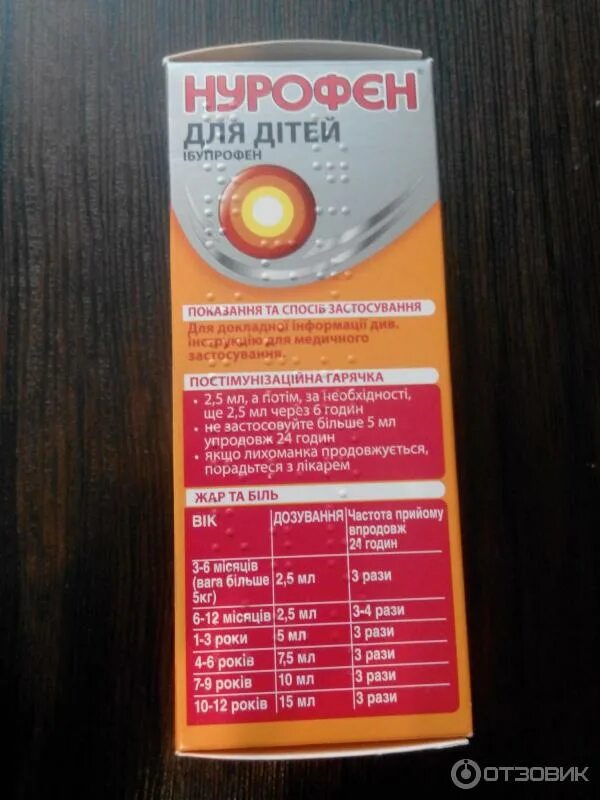 НУРОФЄН®
ДЛЯ ДІТЕЙ
ІБУПРОФЕН
ПОКАЗАННЯ ТА СПОСІБ ЗАСТОСУВАННЯ
Для докладної інформації див.
інструкцію для медичного
застосування.
ПОСТІМУНІЗАЦІЙНА ГАРЯЧКА
• 2,5 мл, а потім, за необхідності,
ще 2,5 мл через 6 годин
• не застосовуйте більше 5 мл
упродовж 24 годин
• якщо лихоманка продовжується,
порадьтеся з лікарем
ЖАР ТА БІЛЬ
ВІК ДОЗУВАННЯ Частота прийому
впродовж
24 годин
3-6 місяців
(вага більше 2,5 мл 3 рази
5кг)
6-12 місяців 2,5 мл 3-4 рази
1-3 роки 5 мл 3 рази
4-6 років 7,5 мл 3 рази
7-9 років 10 мл 3 рази
10-12 років 15 мл 3 рази
ОТЗОВИК